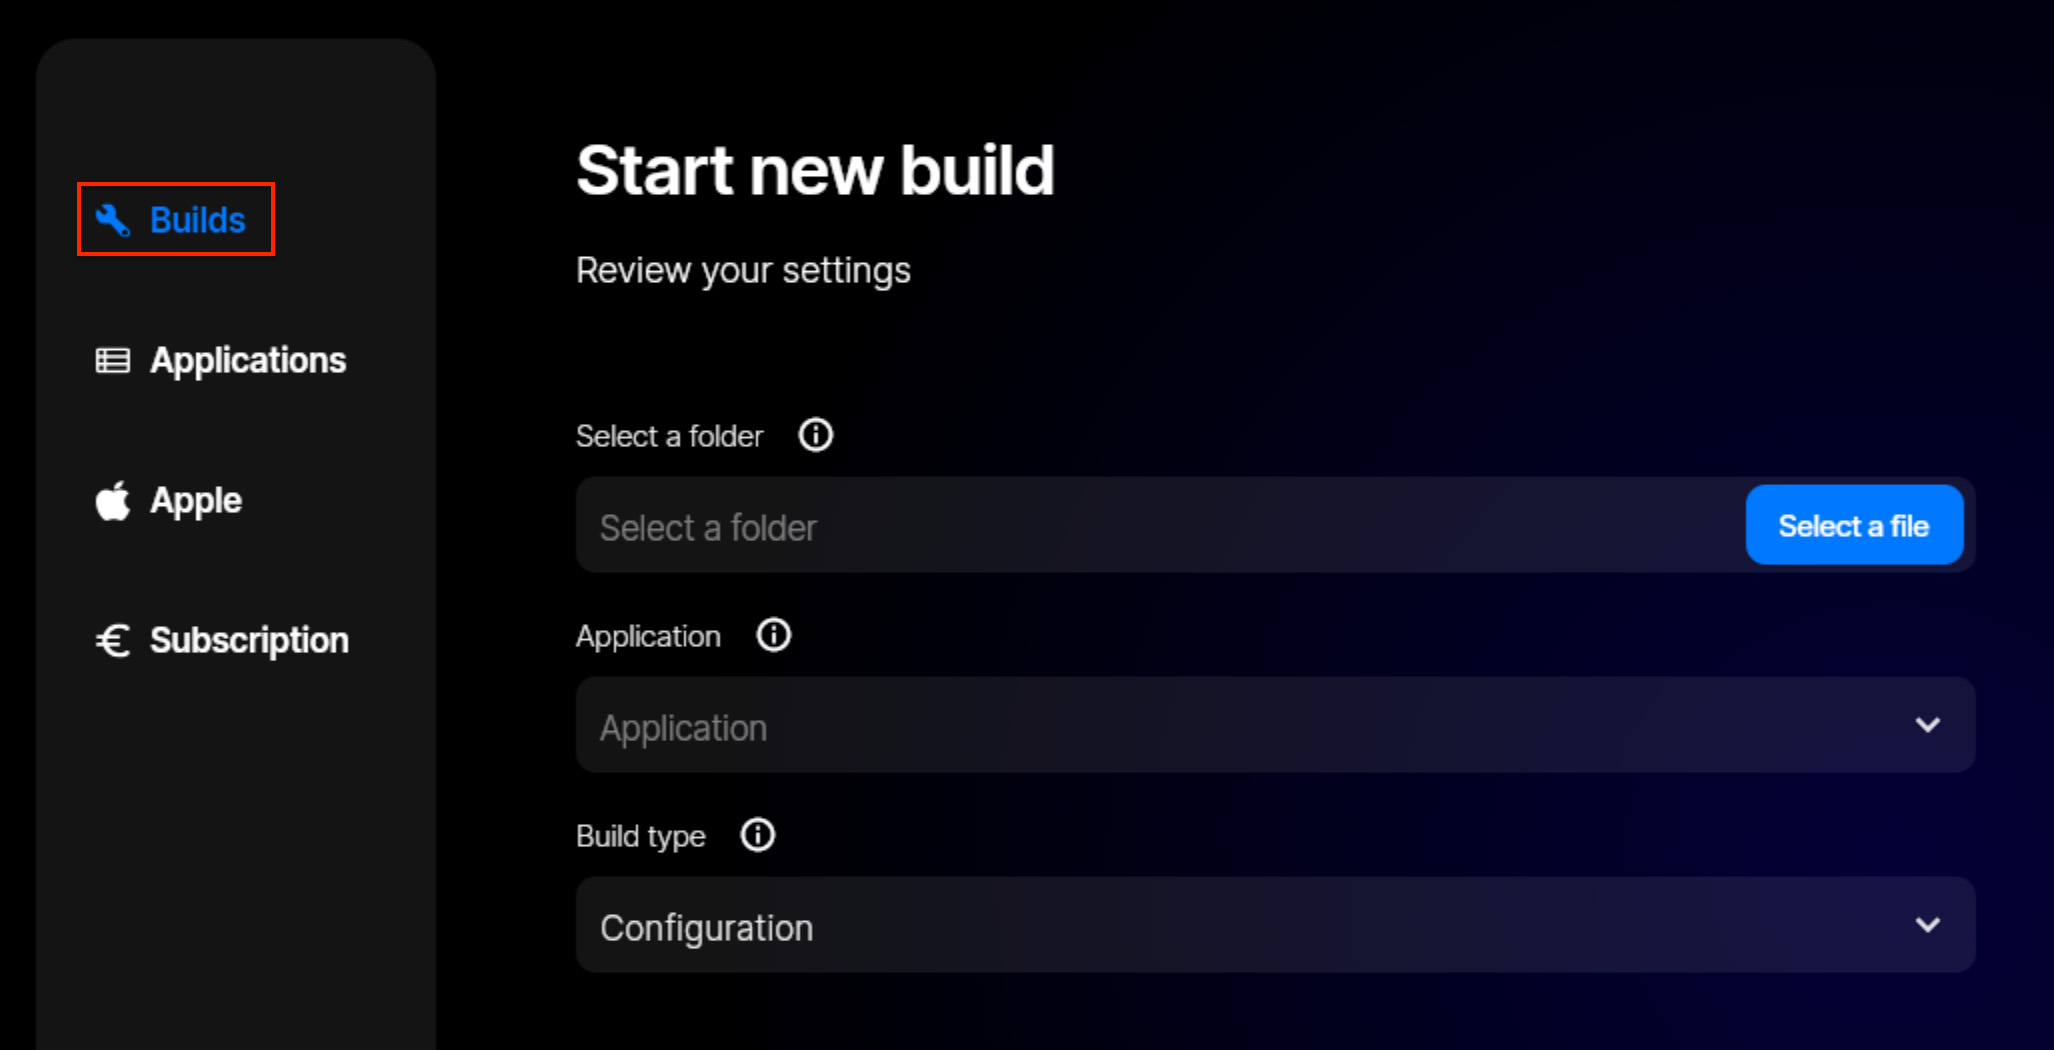 Builds
Applications
Apple
Subscription
Start new build
Review your settings
Select a folder
Select a folder
Select a file
Application
Application
Build type
Configuration